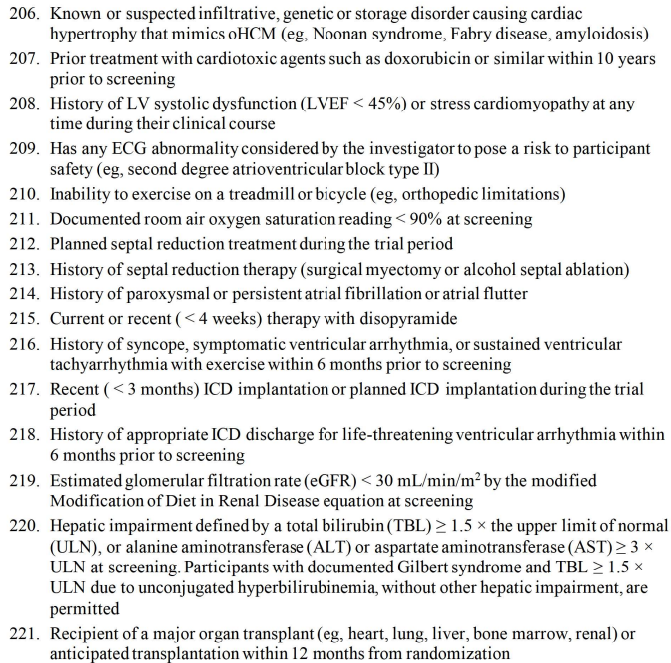 206. Known or suspected infiltrative, genetic or storage disorder causing cardiac
hypertrophy that mimics oHCM (eg, Noonan syndrome, Fabry disease, amyloidosis)
207. Prior treatment with cardiotoxic agents such as doxorubicin or similar within 10 years
prior to screening
208. History of LV systolic dysfunction (LVEF < 45%) or stress cardiomyopathy at any
time during their clinical course
209. Has any ECG abnormality considered by the investigator to pose a risk to participant
safety (eg, second degree atrioventricular block type II)
210. Inability to exercise on a treadmill or bicycle (eg, orthopedic limitations)
211. Documented room air oxygen saturation reading < 90% at screening
212. Planned septal reduction treatment during the trial period
213. History of septal reduction therapy (surgical myectomy or alcohol septal ablation)
214. History of paroxysmal or persistent atrial fibrillation or atrial flutter
215. Current or recent ( < 4 weeks) therapy with disopyramide
216. History of syncope, symptomatic ventricular arrhythmia, or sustained ventricular
tachyarrhythmia with exercise within 6 months prior to screening
217. Recent ( < 3 months) ICD implantation or planned ICD implantation during the trial
period
218. History of appropriate ICD discharge for life-threatening ventricular arrhythmia within
6 months prior to screening
219. Estimated glomerular filtration rate (eGFR) < 30 mL/min/m² by the modified
Modification of Diet in Renal Disease equation at screening
220. Hepatic impairment defined by a total bilirubin (TBL) ≥ 1.5 × the upper limit of normal
(ULN), or alanine aminotransferase (ALT) or aspartate aminotransferase (AST) ≥ 3 ×
ULN at screening. Participants with documented Gilbert syndrome and TBL ≥ 1.5 ×
ULN due to unconjugated hyperbilirubinemia, without other hepatic impairment, are
permitted
221. Recipient of a major organ transplant (eg, heart, lung, liver, bone marrow, renal) or
anticipated transplantation within 12 months from randomization